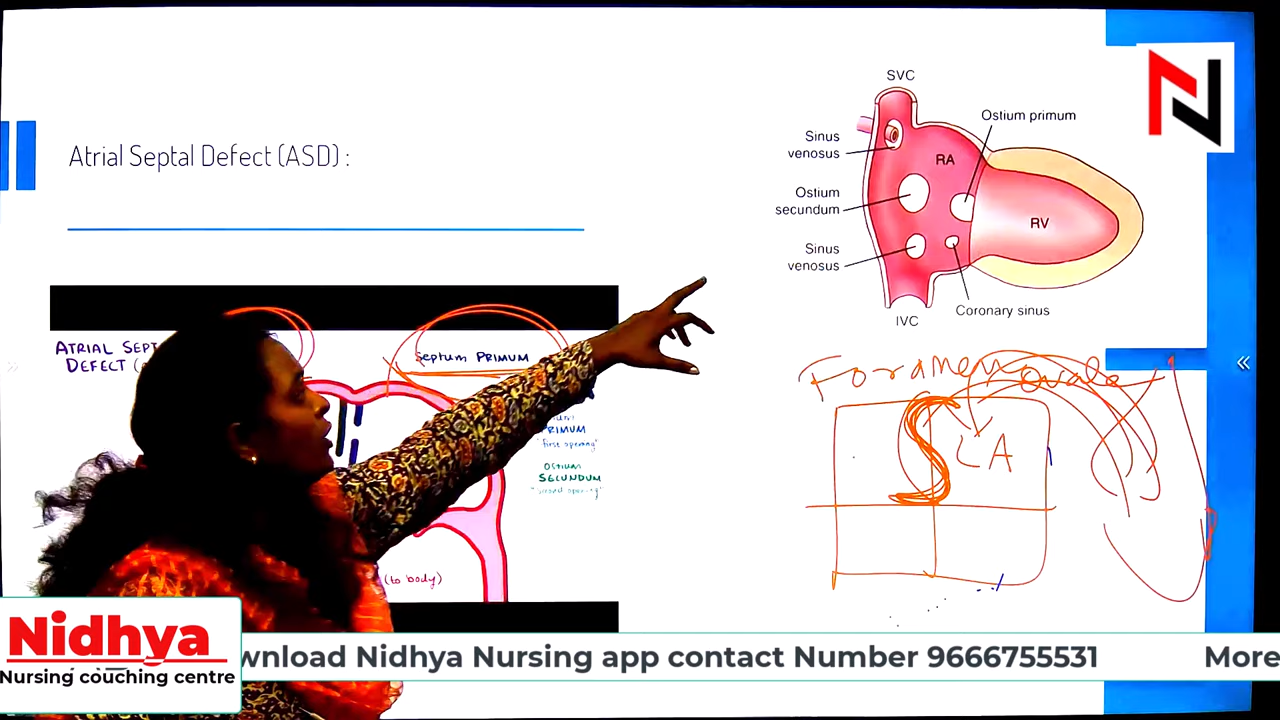 Atrial Septal Defect (ASD) :
SVC
Ostium primum
Sinus
venosus
RA
Ostium
secundum
RV
Sinus
venosus
Coronary sinus
IVC
ATRIAL SEPT
DEFECT (
Septum PRIMUM
PRIMUM
"first opening"
OSTIUM
SECUNDUM
"second opening"
(to body)
Foramen ovale
LA
Nidhya
Nursing couching centre
wnload Nidhya Nursing app contact Number 9666755531
More